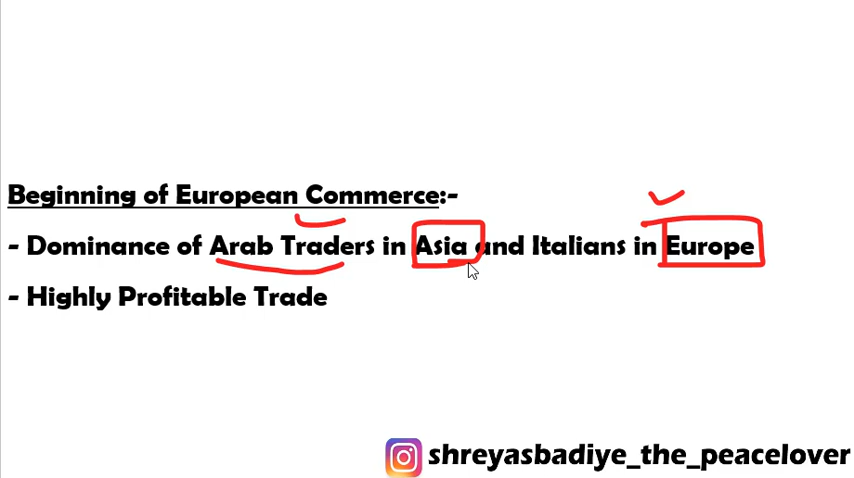 Beginning of European Commerce:-
- Dominance of Arab Traders in Asia and Italians in Europe
- Highly Profitable Trade
shreyasbadiye_the_peacelover